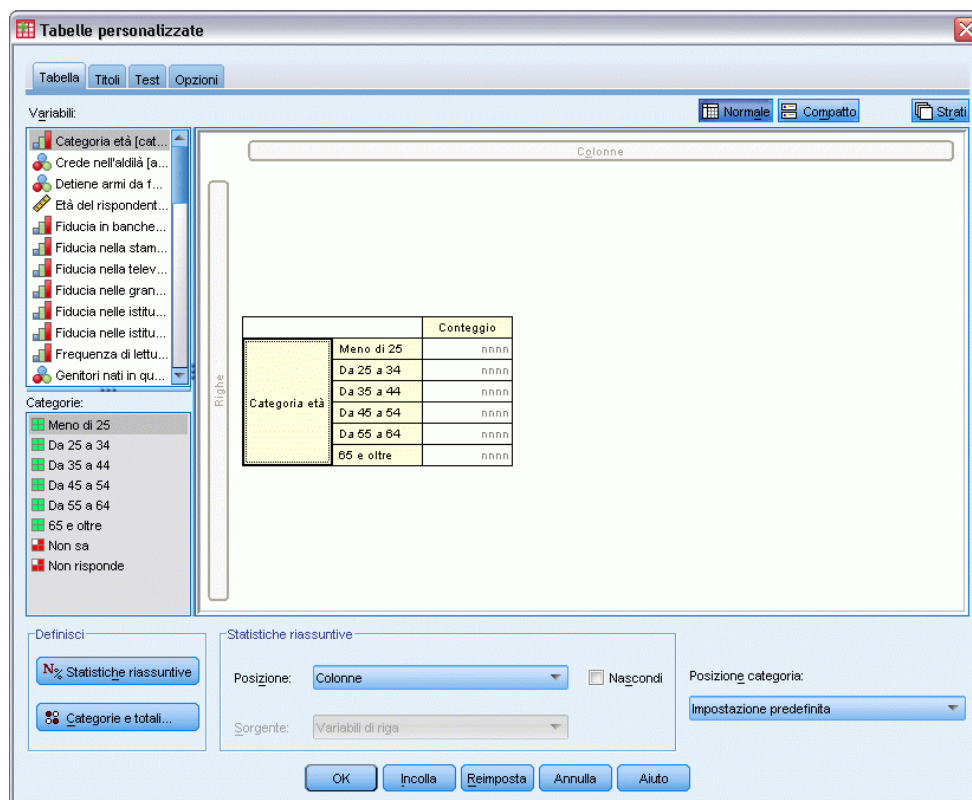 Tabelle personalizzate
Tabella Titoli Test Opzioni
Variabili:
Normale Compatto Strati
Categoria età [cat...
Crede nell'aldilà [a...
Detiene armi da f...
Età del rispondent...
Fiducia in banche...
Fiducia nella stam...
Fiducia nella telev...
Fiducia nelle gran...
Fiducia nelle istitu...
Fiducia nelle istitu...
Frequenza di lettu...
Genitori nati in qu...
Categorie:
Meno di 25
Da 25 a 34
Da 35 a 44
Da 45 a 54
Da 55 a 64
65 e oltre
Non sa
Non risponde
Colonne
Righe
Conteggio
Categoria età
Meno di 25 nnnn
Da 25 a 34 nnnn
Da 35 a 44 nnnn
Da 45 a 54 nnnn
Da 55 a 64 nnnn
65 e oltre nnnn
Definisci
N% Statistiche riassuntive
Categorie e totali...
Statistiche riassuntive
Posizione: Colonne Nascondi
Sorgente: Variabili di riga
Posizione categoria:
Impostazione predefinita
OK Incolla Reimposta Annulla Aiuto